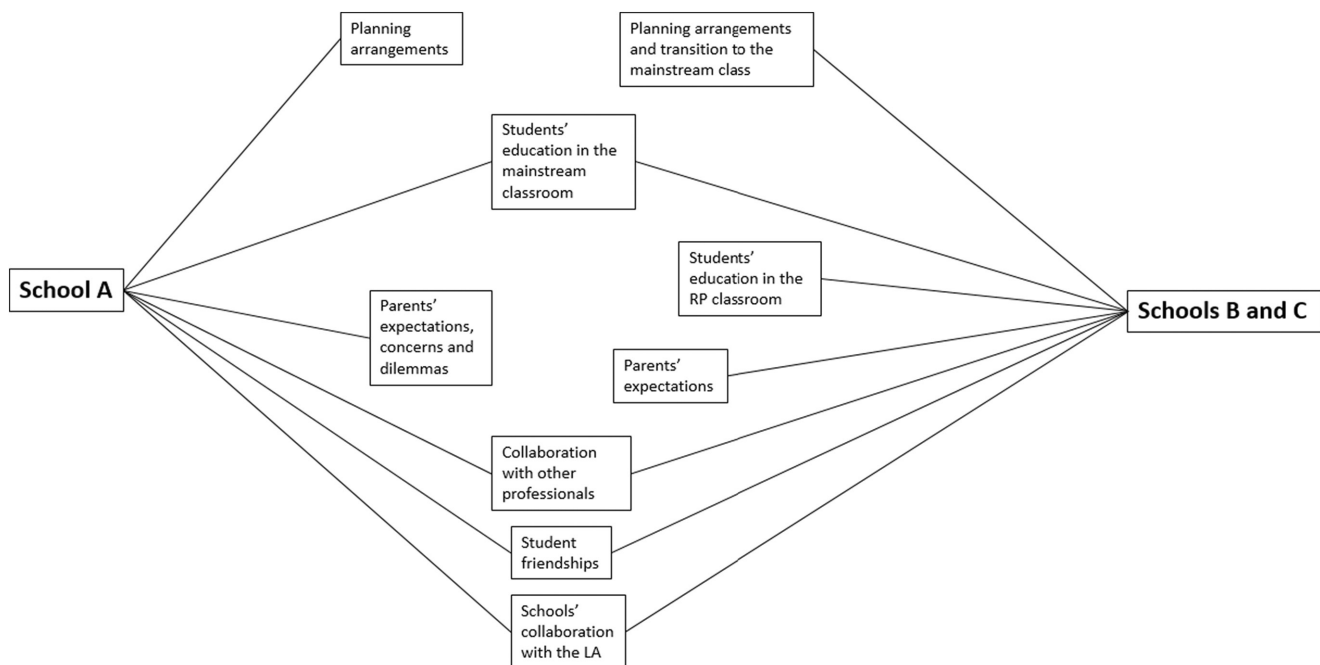 Planning
arrangements
Planning arrangements
and transition to the
mainstream class
Students’
education in the
mainstream
classroom
Students’
education in the
RP classroom
School A
Parents’
expectations,
concerns and
dilemmas
Schools B and C
Parents’
expectations
Collaboration
with other
professionals
Student
friendships
Schools’
collaboration
with the LA